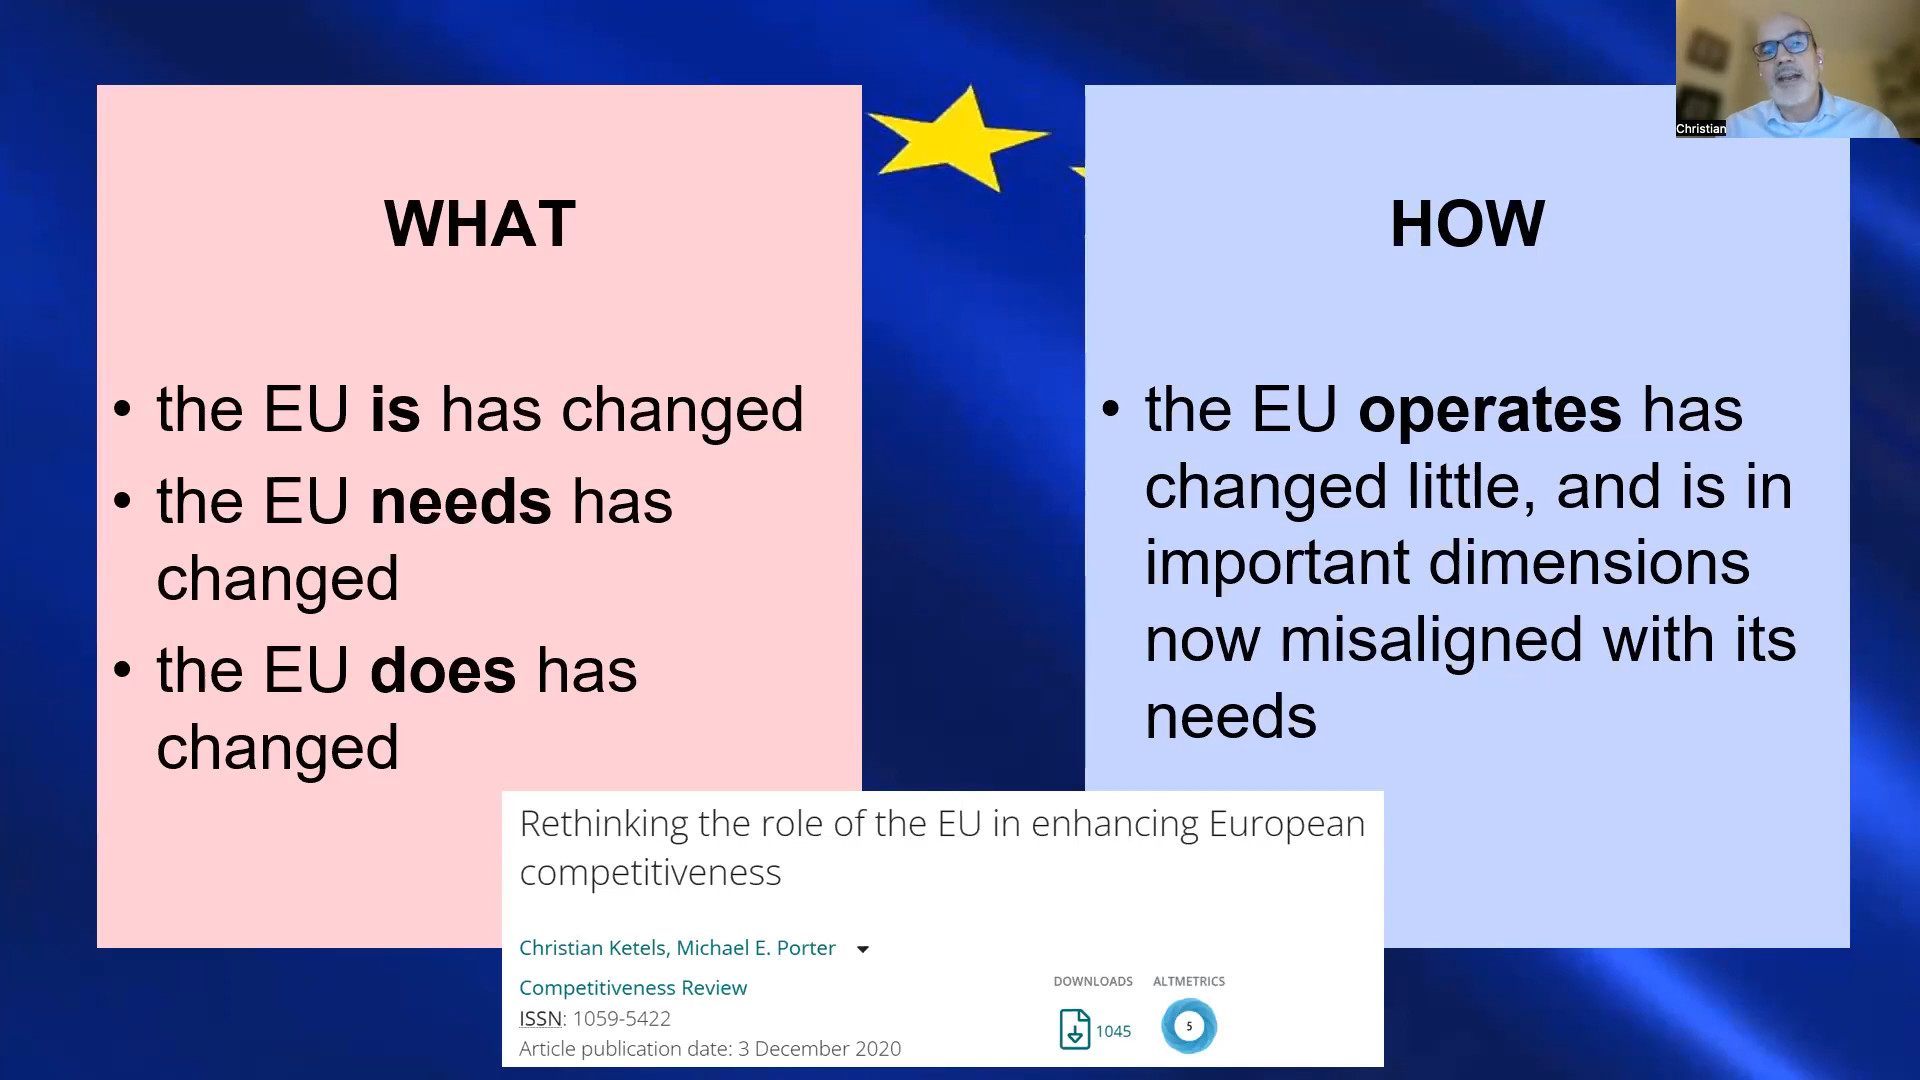 WHAT
• the EU is has changed
• the EU needs has
changed
• the EU does has
changed
HOW
• the EU operates has
changed little, and is in
important dimensions
now misaligned with its
needs
Christian
Rethinking the role of the EU in enhancing European
competitiveness
Christian Ketels, Michael E. Porter
Competitiveness Review
ISSN: 1059-5422
Article publication date: 3 December 2020
DOWNLOADS ALTMETRICS
1045 5